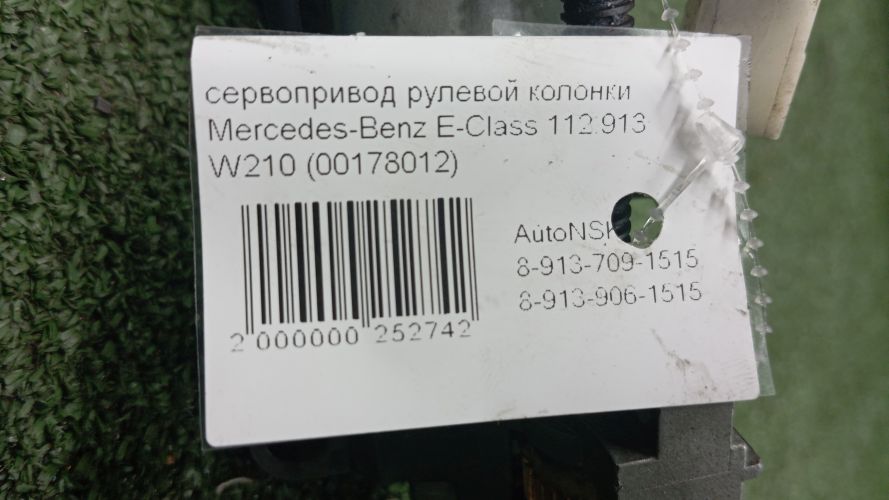 сервопривод рулевой колонки
Mercedes-Benz E-Class 112.913
W210 (00178012)
AutoNSK
8-913-709-1515
8-913-906-1515
2 000000 252742